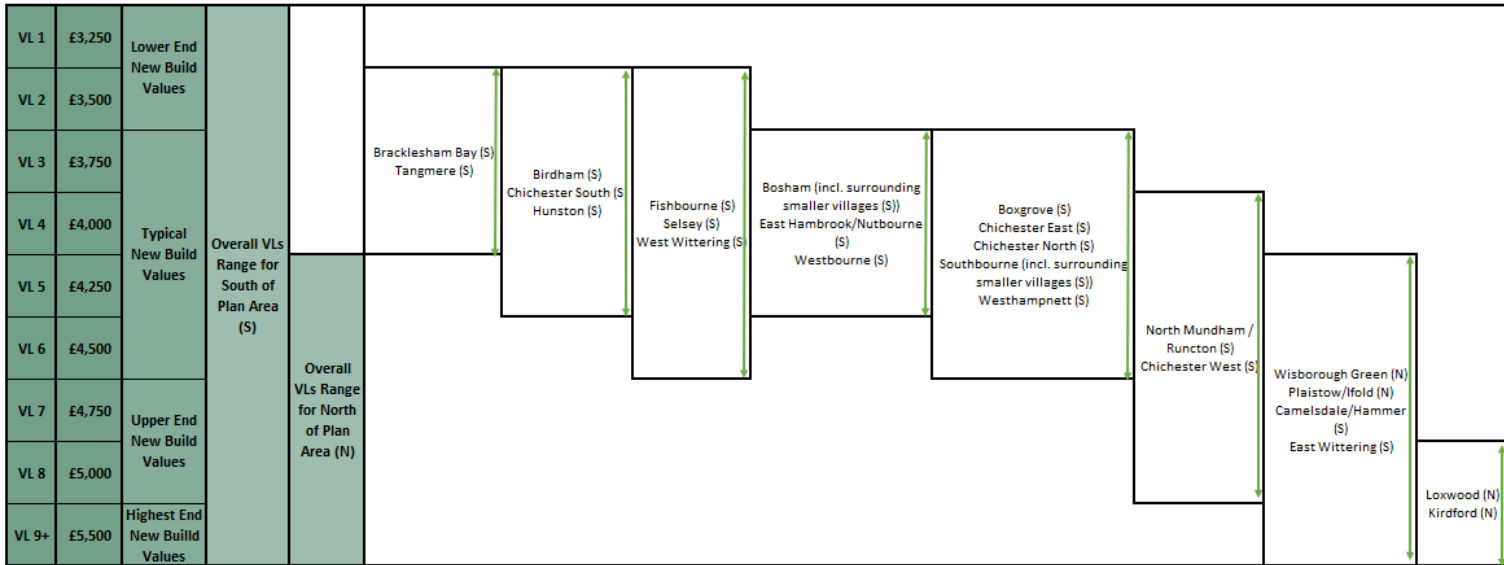 VL 1
£3,250
Lower End
New Build
Values
VL 2
£3,500
VL 3
£3,750
Typical
New Build
Values
VL 4
£4,000
VL 5
£4,250
VL 6
£4,500
VL 7
£4,750
Upper End
New Build
Values
VL 8
£5,000
VL 9+
£5,500
Highest End
New Builld
Values
Overall VLs
Range for
South of
Plan Area
(S)
Overall
VLs Range
for North
of Plan
Area (N)
Bracklesham Bay (S)
Tangmere (S)
Birdham (S)
Chichester South (S
Hunston (S)
Fishbourne (S)
Selsey (S)
West Wittering (S)
Bosham (incl. surrounding
smaller villages (S))
East Hambrook/Nutbourne
(S)
Westbourne (S)
Boxgrove (S)
Chichester East (S)
Chichester North (S)
Southbourne (incl. surrounding
smaller villages (S))
Westhampnett (S)
North Mundham /
Runcton (S)
Chichester West (S)
Wisborough Green (N)
Plaistow/Ifold (N)
Camelsdale/Hammer
(S)
East Wittering (S)
Loxwood (N)
Kirdford (N)